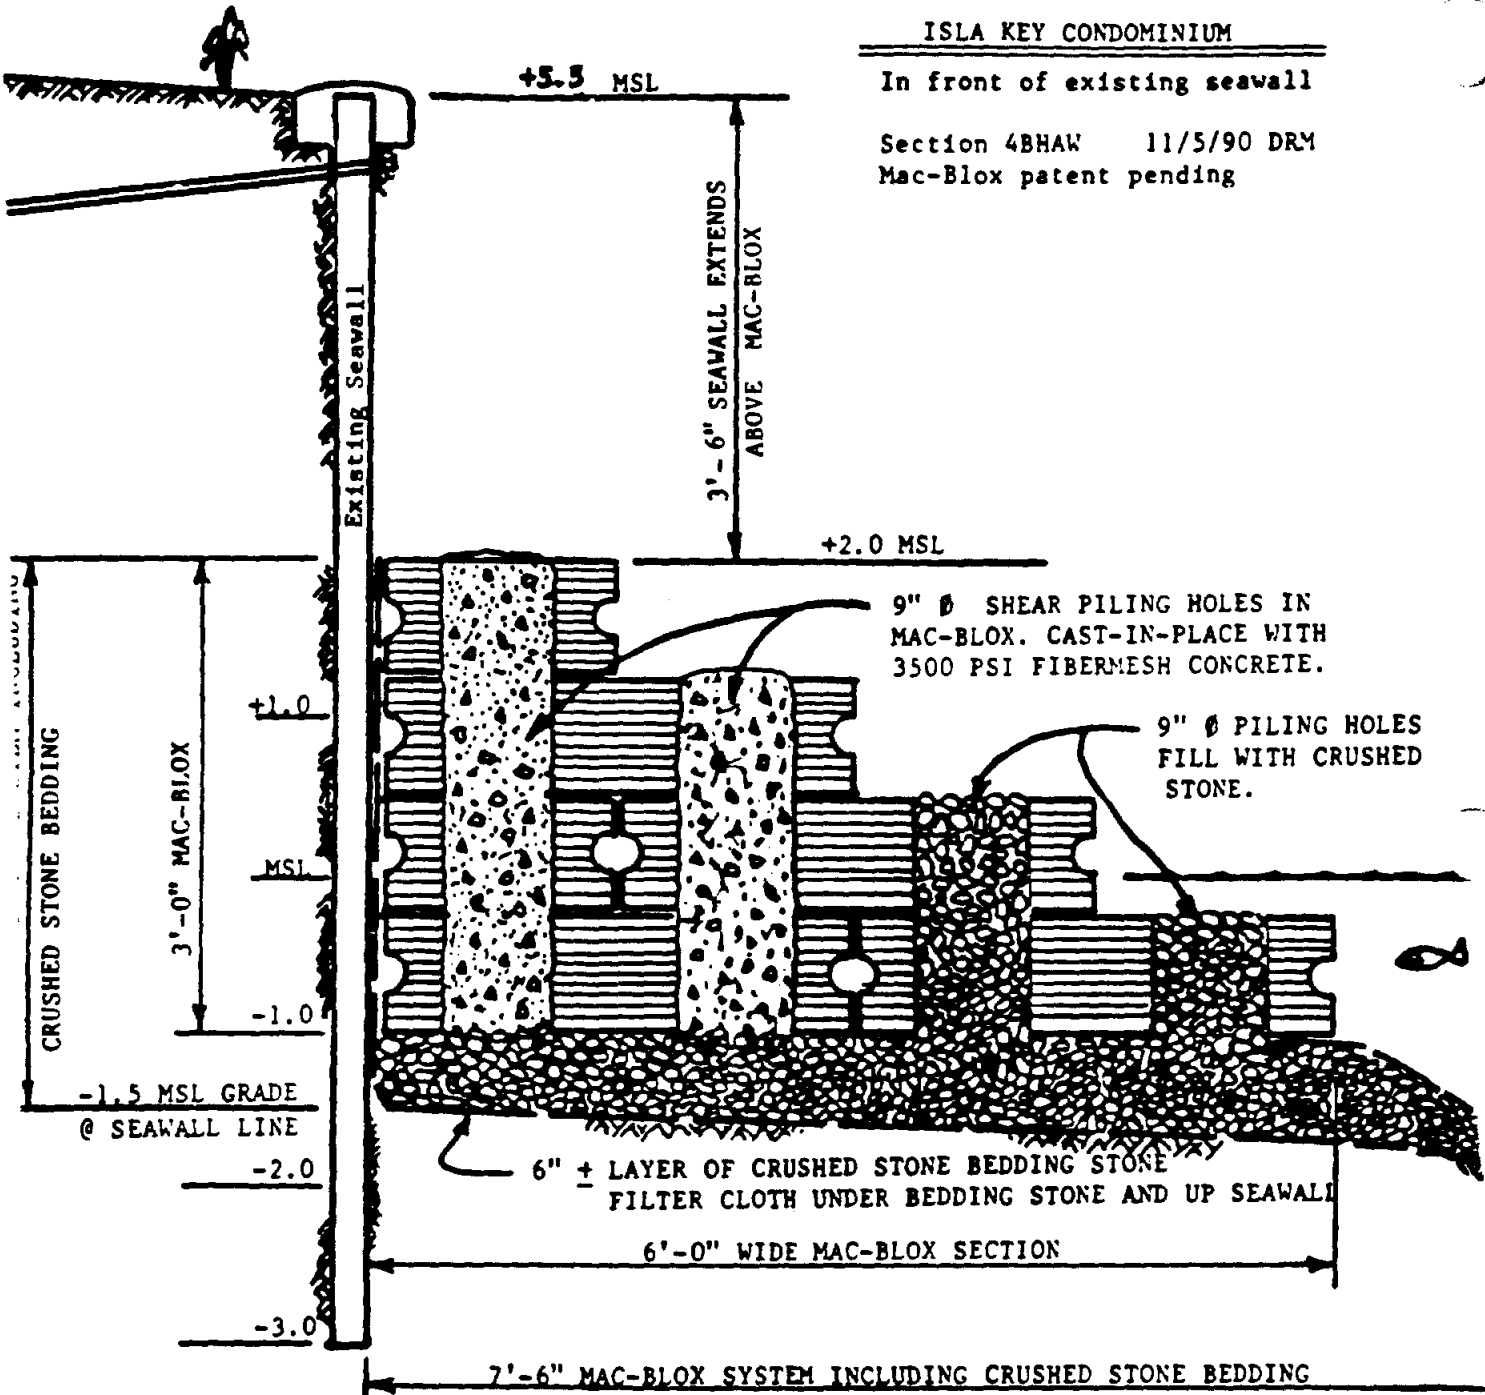 ISLA KEY CONDOMINIUM
In front of existing seawall
Section 4BHAW 11/5/90 DRM
Mac-Blox patent pending
+5.5 MSL
3'-6" SEAWALL EXTENDS
ABOVE MAC-BLOX
Existing Seawall
+2.0 MSL
9" Ø SHEAR PILING HOLES IN
MAC-BLOX. CAST-IN-PLACE WITH
3500 PSI FIBERMESH CONCRETE.
9" Ø PILING HOLES
FILL WITH CRUSHED
STONE.
+1.0
MSL
-1.0
3'-0" MAC-BLOX
CRUSHED STONE BEDDING
-1.5 MSL GRADE
@ SEAWALL LINE
-2.0
6" ± LAYER OF CRUSHED STONE BEDDING STONE
FILTER CLOTH UNDER BEDDING STONE AND UP SEAWALL
6'-0" WIDE MAC-BLOX SECTION
-3.0
7'-6" MAC-BLOX SYSTEM INCLUDING CRUSHED STONE BEDDING